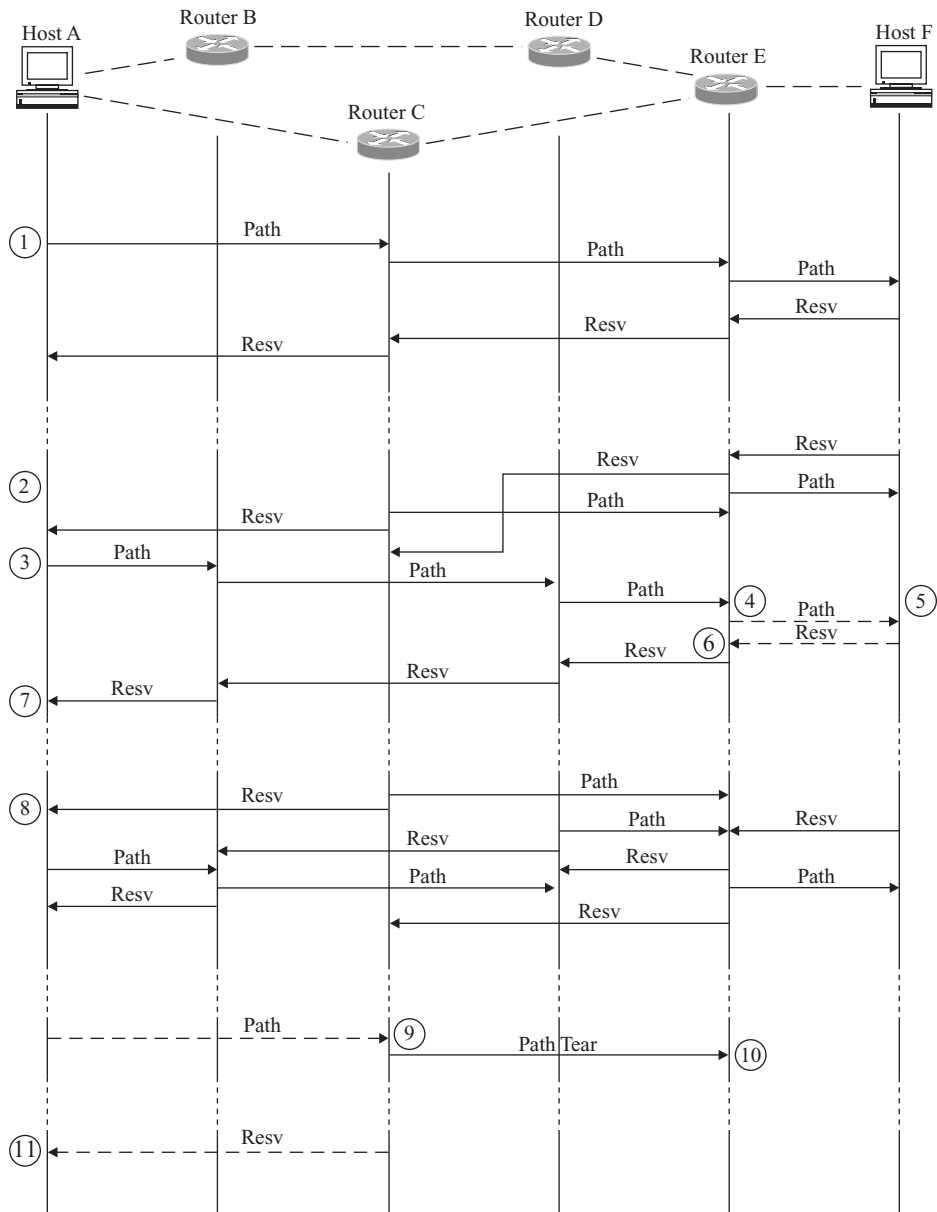 Host A
Router B
Router D
Host F
Router E
Router C
1
Path
Path
Path
Resv
Resv
Resv
Resv
Resv
2
Path
Path
Resv
3
Path
Path
Path
4
5
Path
Resv
6
Resv
Resv
Resv
7
Path
8
Resv
Path
Resv
Resv
Path
Resv
Path
Path
Resv
Resv
Path
9
Path Tear
10
Resv
11